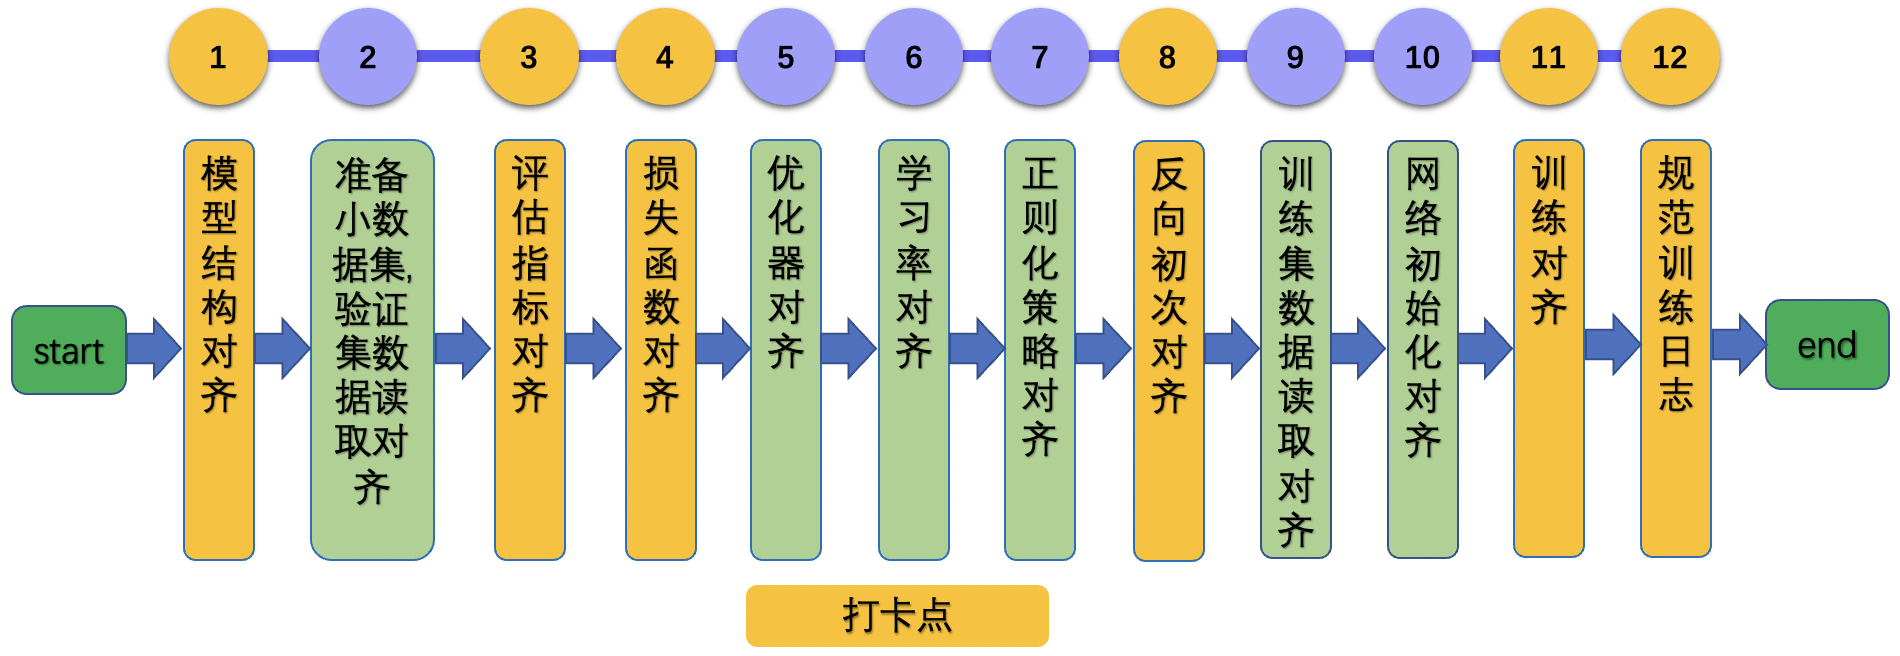 1
2
3
4
5
6
7
8
9
10
11
12
start
模型结构对齐
准备
小数
据集,
验证
集数
据读
取对
齐
评估指标对齐
损失函数对齐
优化器对齐
学习率对齐
正则化策略对齐
反向初次对齐
训练集数据读取对齐
网络初始化对齐
训练对齐
规范训练日志
end
打卡点